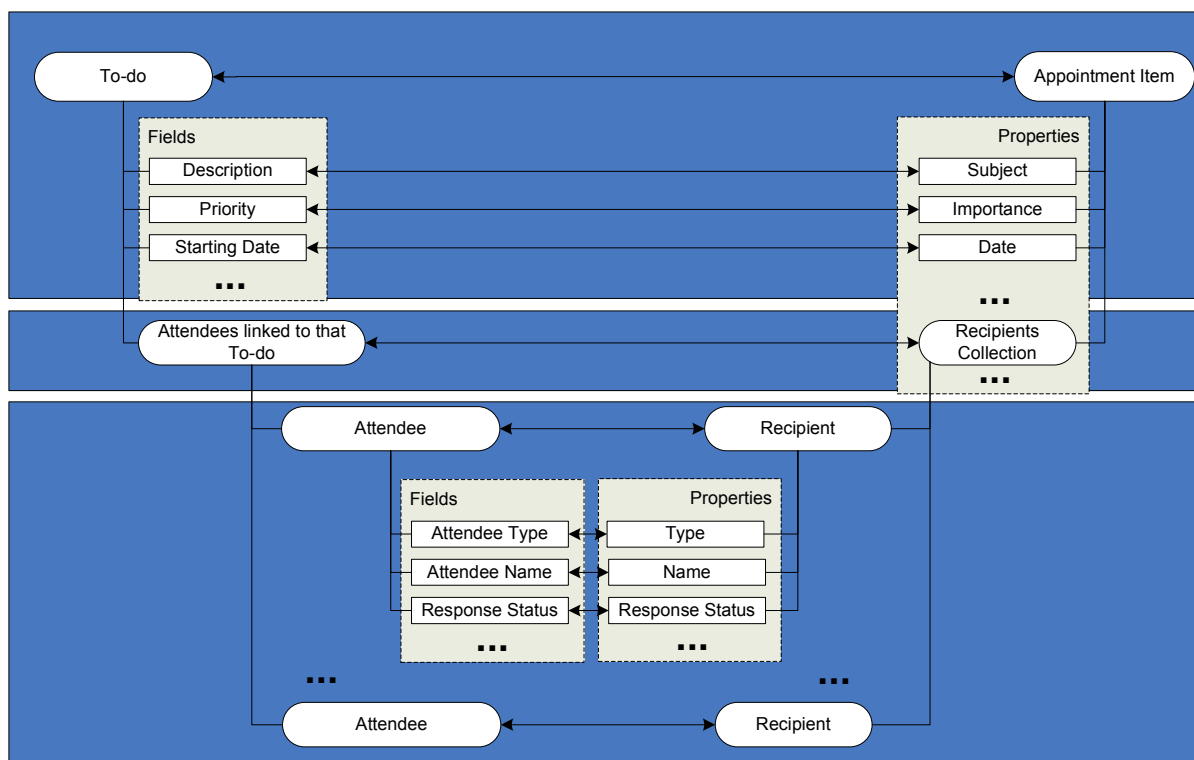 To-do
Appointment Item
Fields
Properties
Description
Subject
Priority
Importance
Starting Date
Date
...
...
Attendees linked to that
To-do
Recipients
Collection
...
Attendee
Recipient
Fields
Properties
Attendee Type
Type
Attendee Name
Name
Response Status
Response Status
...
...
...
...
Attendee
Recipient